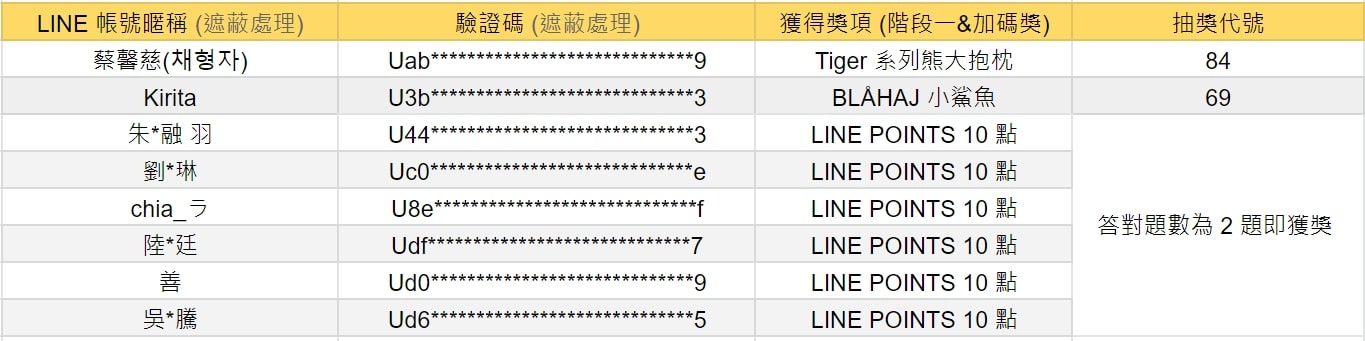 LINE 帳號暱稱 (遮蔽處理) 驗證碼 (遮蔽處理) 獲得獎項 (階段一&加碼獎) 抽獎代號
蔡馨慈(채형자) Uab*****************************9 Tiger 系列熊大抱枕 84
Kirita U3b*****************************3 BLÅHAJ 小鯊魚 69
朱*融 羽 U44*****************************3 LINE POINTS 10 點
劉*琳 Uc0*****************************e LINE POINTS 10 點
chia_ラ U8e*****************************f LINE POINTS 10 點
答對題數為 2 題即獲獎
陸*廷 Udf*****************************7 LINE POINTS 10 點
善 Ud0*****************************9 LINE POINTS 10 點
吳*騰 Ud6*****************************5 LINE POINTS 10 點